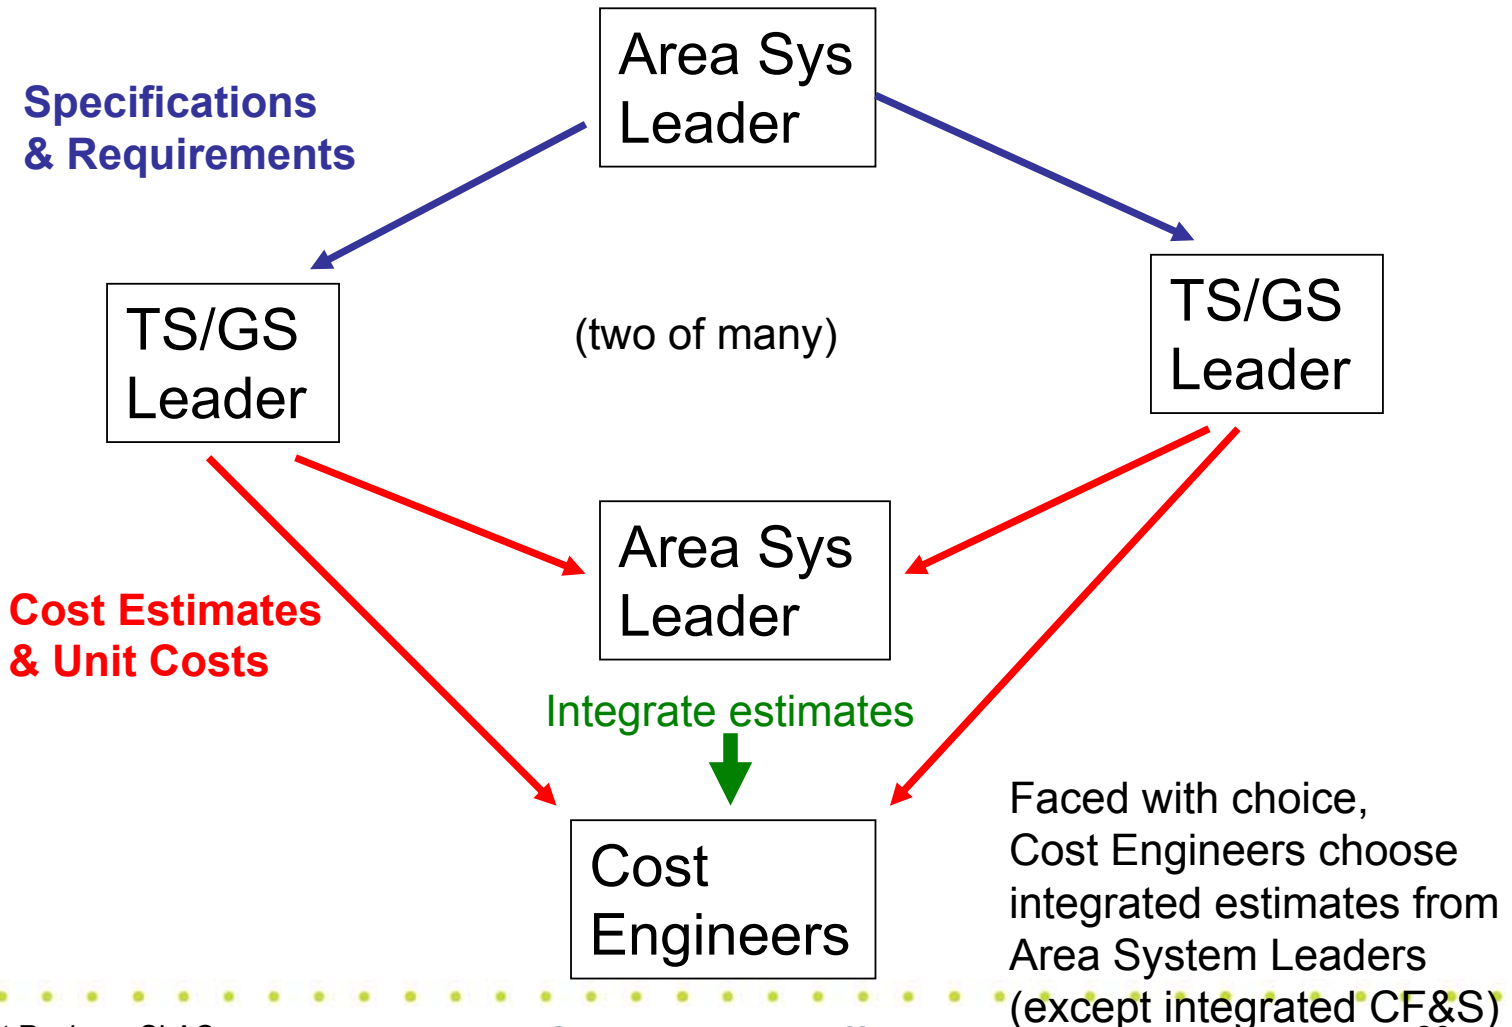 Area Sys
Leader
Specifications
& Requirements
TS/GS
Leader
(two of many)
TS/GS
Leader
Area Sys
Leader
Cost Estimates
& Unit Costs
Integrate estimates
Cost
Engineers
Faced with choice,
Cost Engineers choose
integrated estimates from
Area System Leaders
(except integrated CF&S)